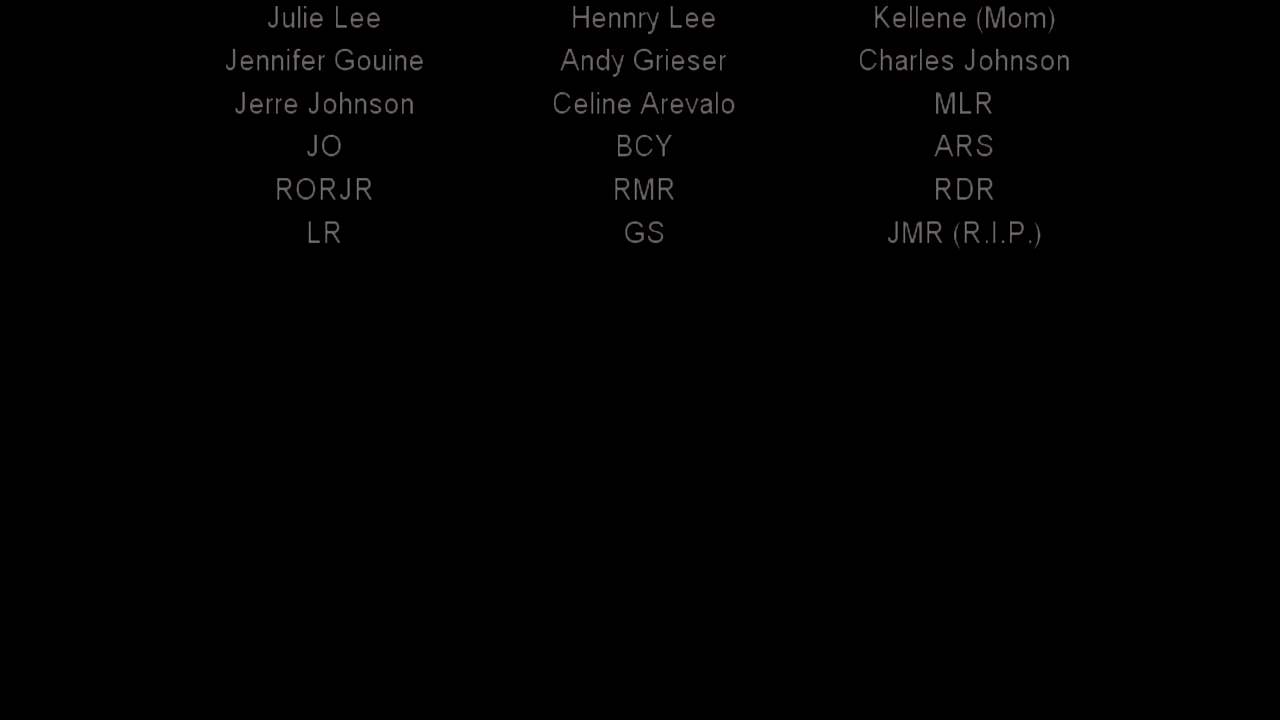 Julie Lee Hennry Lee Kellene (Mom)
Jennifer Gouine Andy Grieser Charles Johnson
Jerre Johnson Celine Arevalo MLR
JO BCY ARS
RORJR RMR RDR
LR GS JMR (R.I.P.)